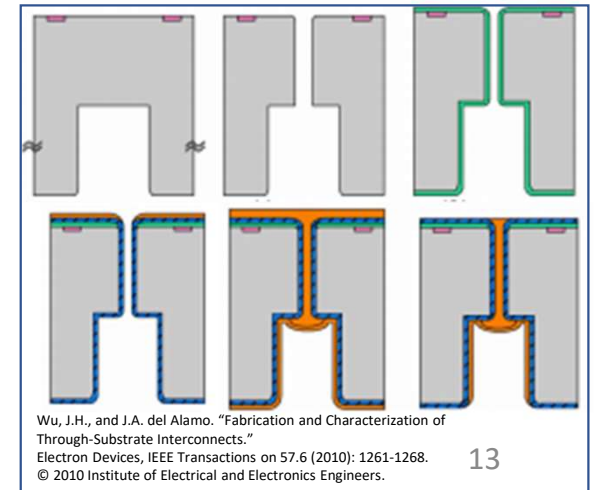 Wu, J.H., and J.A. del Alamo. “Fabrication and Characterization of
Through-Substrate Interconnects.”
Electron Devices, IEEE Transactions on 57.6 (2010): 1261-1268.
© 2010 Institute of Electrical and Electronics Engineers.
13